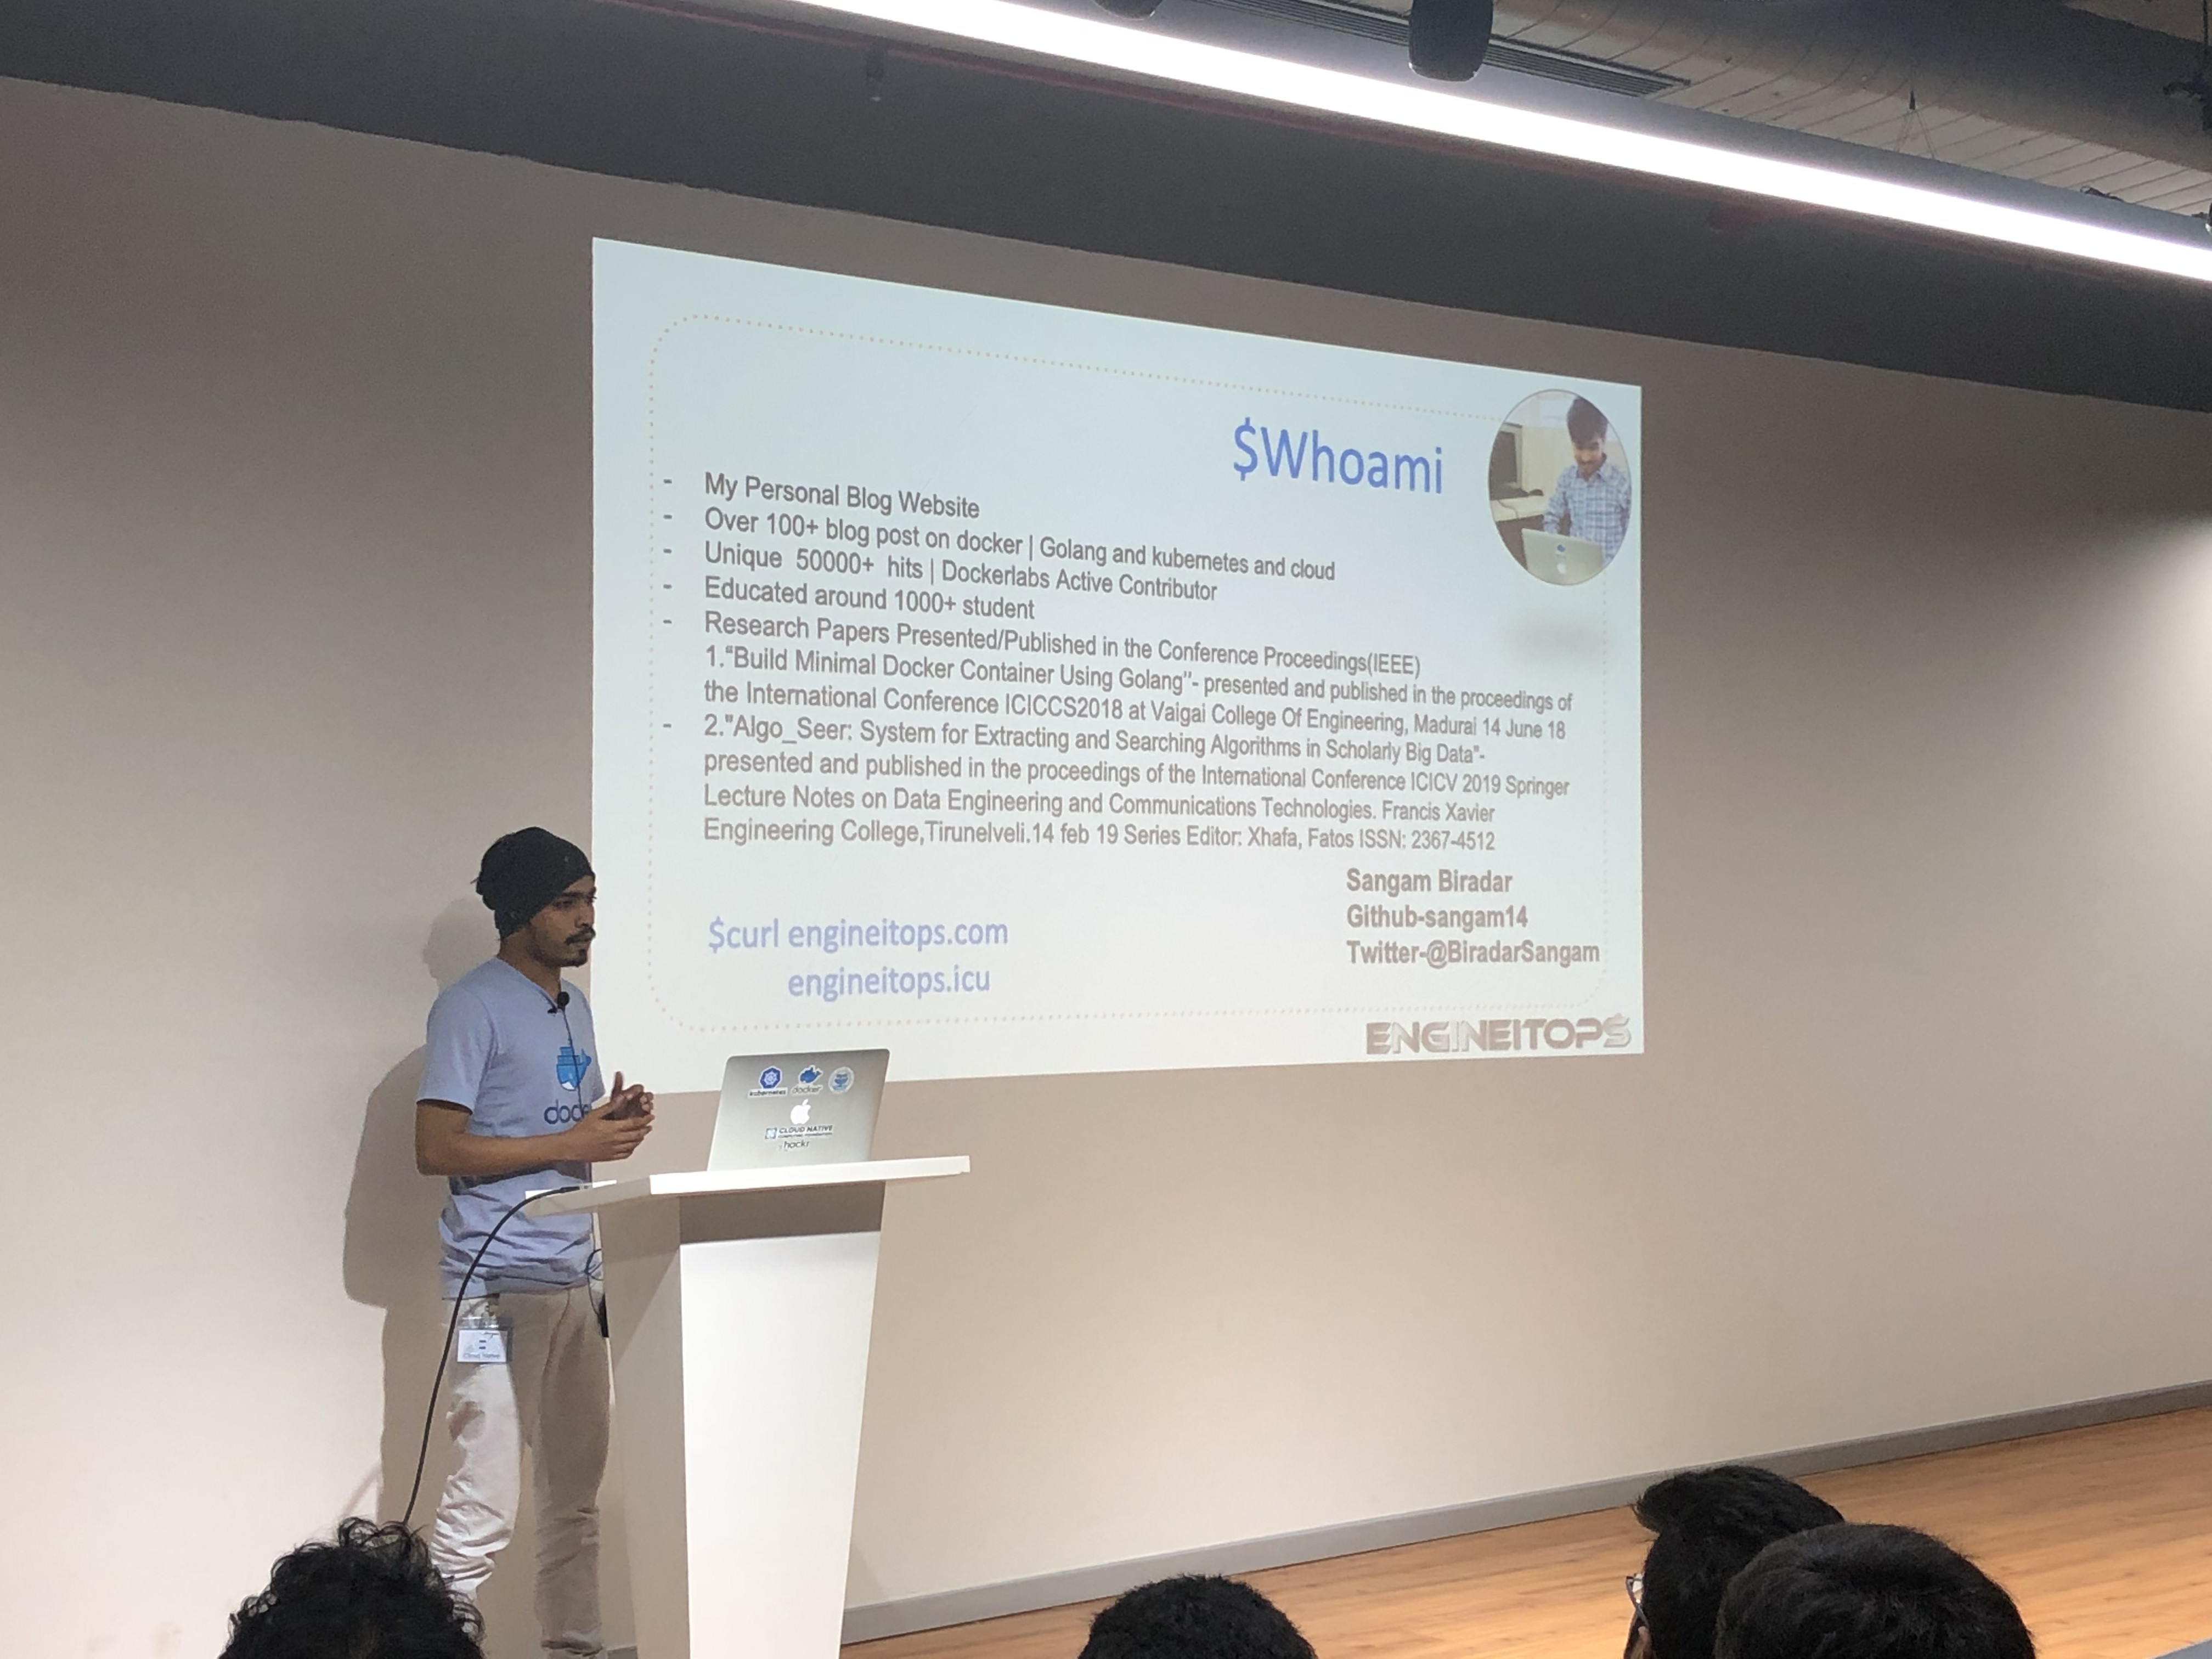 $Whoami
- My Personal Blog Website
- Over 100+ blog post on docker | Golang and kubernetes and cloud
- Unique 50000+ hits | Dockerlabs Active Contributor
- Educated around 1000+ student
- Research Papers Presented/Published in the Conference Proceedings(IEEE)
1."Build Minimal Docker Container Using Golang"- presented and published in the proceedings of
the International Conference ICICCS2018 at Vaigai College Of Engineering, Madurai 14 June 18
- 2."Algo_Seer: System for Extracting and Searching Algorithms in Scholarly Big Data"-
presented and published in the proceedings of the International Conference ICICV 2019 Springer
Lecture Notes on Data Engineering and Communications Technologies. Francis Xavier
Engineering College,Tirunelveli.14 feb 19 Series Editor: Xhafa, Fatos ISSN: 2367-4512
Sangam Biradar
Github-sangam14
Twitter-@BiradarSangam
$curl engineitops.com
engineitops.icu
ENGINEITOPS
kubernetes
docker
CLOUD NATIVE
COMPUTING FOUNDATION
hackr
docke